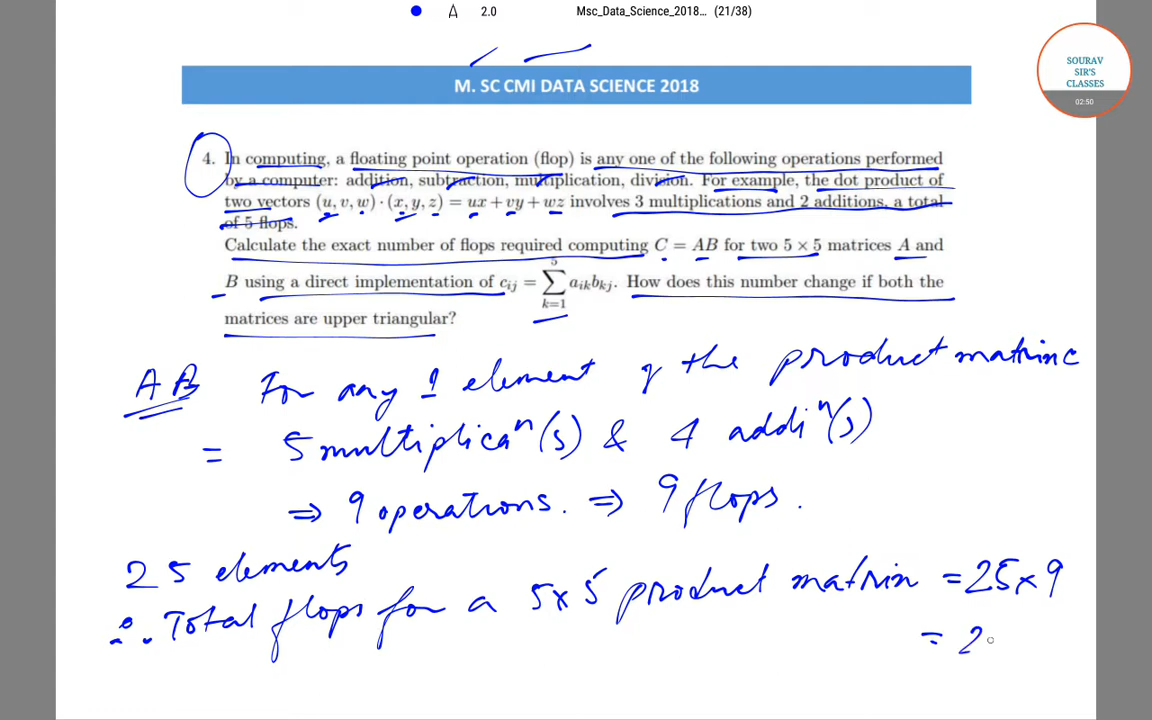 A 2.0 Msc_Data_Science_2018... (21/38)
SOURAV
SIR'S
CLASSES
02:50
M. SC CMI DATA SCIENCE 2018
4. In computing, a floating point operation (flop) is any one of the following operations performed
by a computer: addition, subtraction, multiplication, division. For example, the dot product of
two vectors (u, v, w) · (x, y, z) = ux + vy + wz involves 3 multiplications and 2 additions, a total
of 5 flops.
Calculate the exact number of flops required computing C = AB for two 5 × 5 matrices A and
B using a direct implementation of cᵢⱼ = ∑⁵ₖ₌₁ aᵢₖbₖⱼ. How does this number change if both the
matrices are upper triangular?
AB For any 1 element of the product matrix
= 5 multiplicaⁿ(s) & 4 addiⁿ(s)
⇒ 9 operations. ⇒ 9 flops.
25 elements
∴ Total flops for a 5x5 product matrix = 25x9
= 2